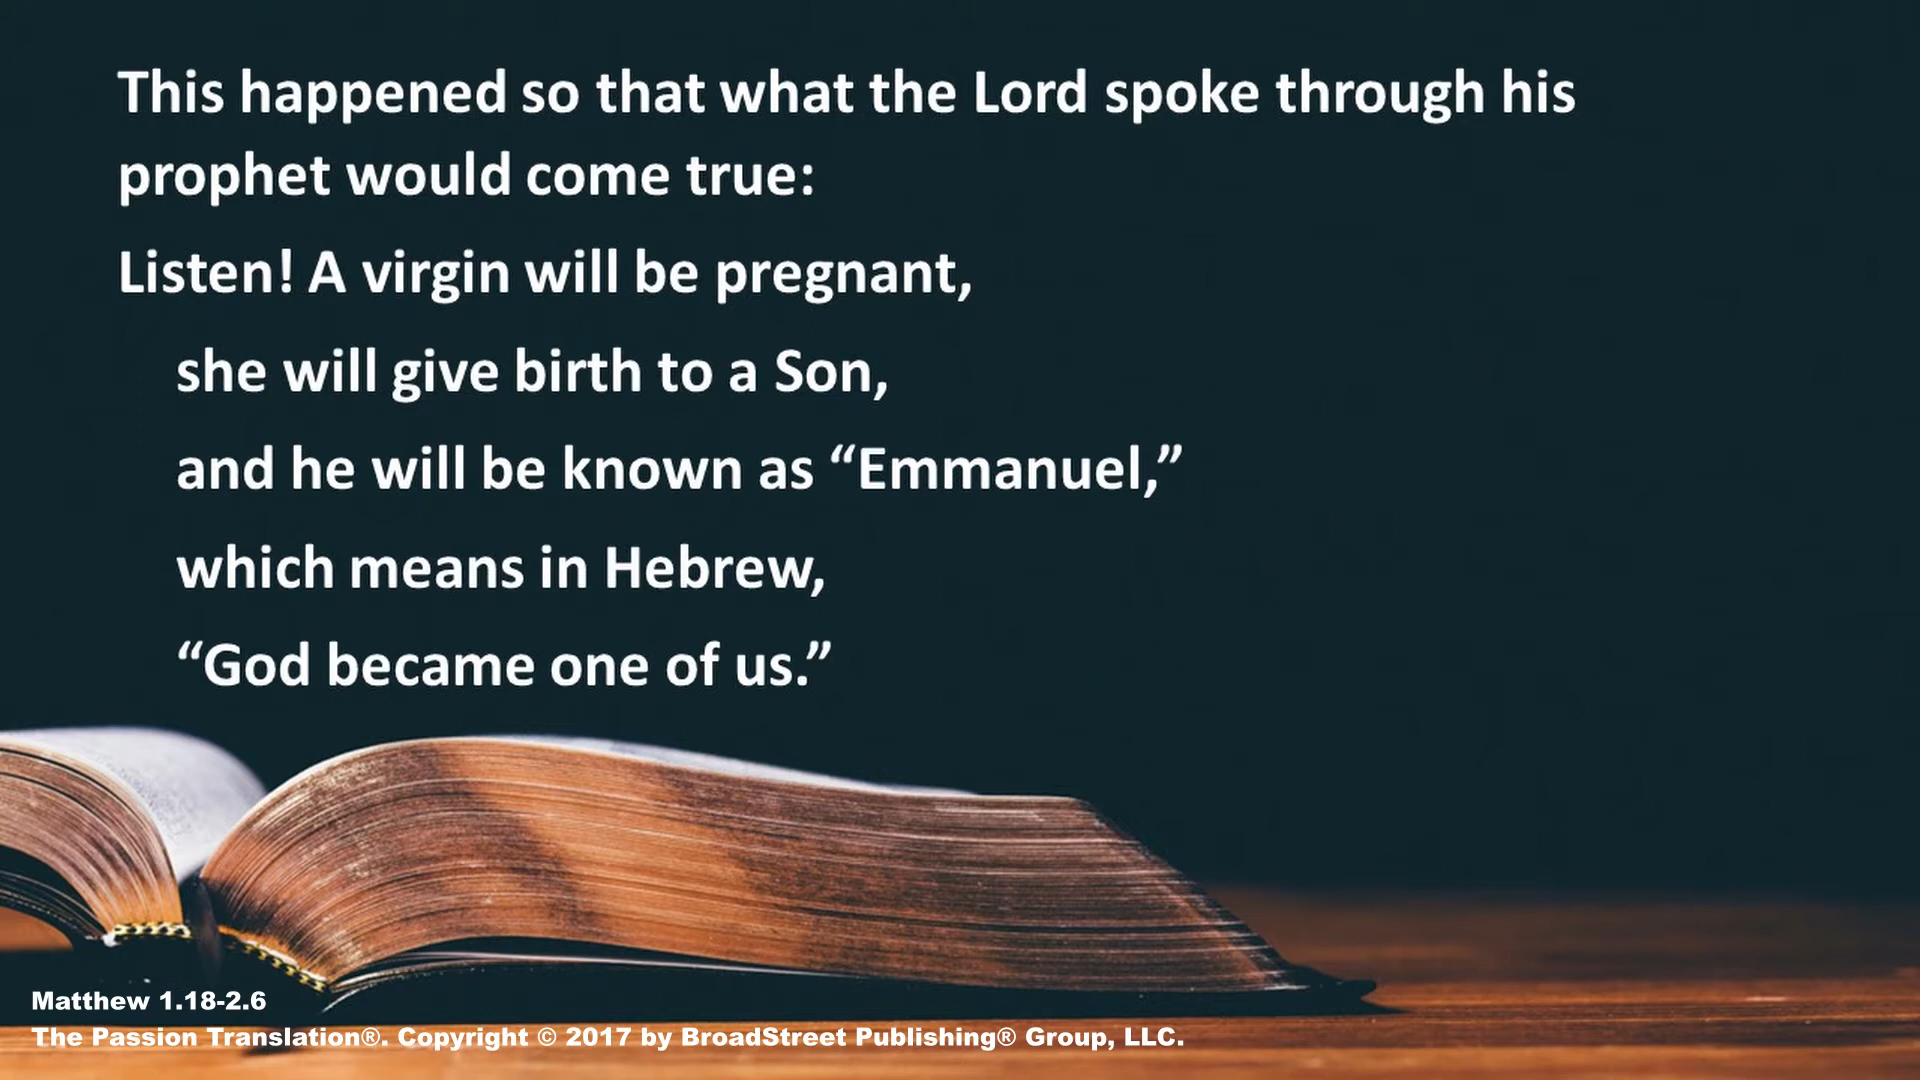 This happened so that what the Lord spoke through his
prophet would come true:
Listen! A virgin will be pregnant,
she will give birth to a Son,
and he will be known as “Emmanuel,”
which means in Hebrew,
“God became one of us.”
Matthew 1.18-2.6
The Passion Translation®. Copyright © 2017 by BroadStreet Publishing® Group, LLC.